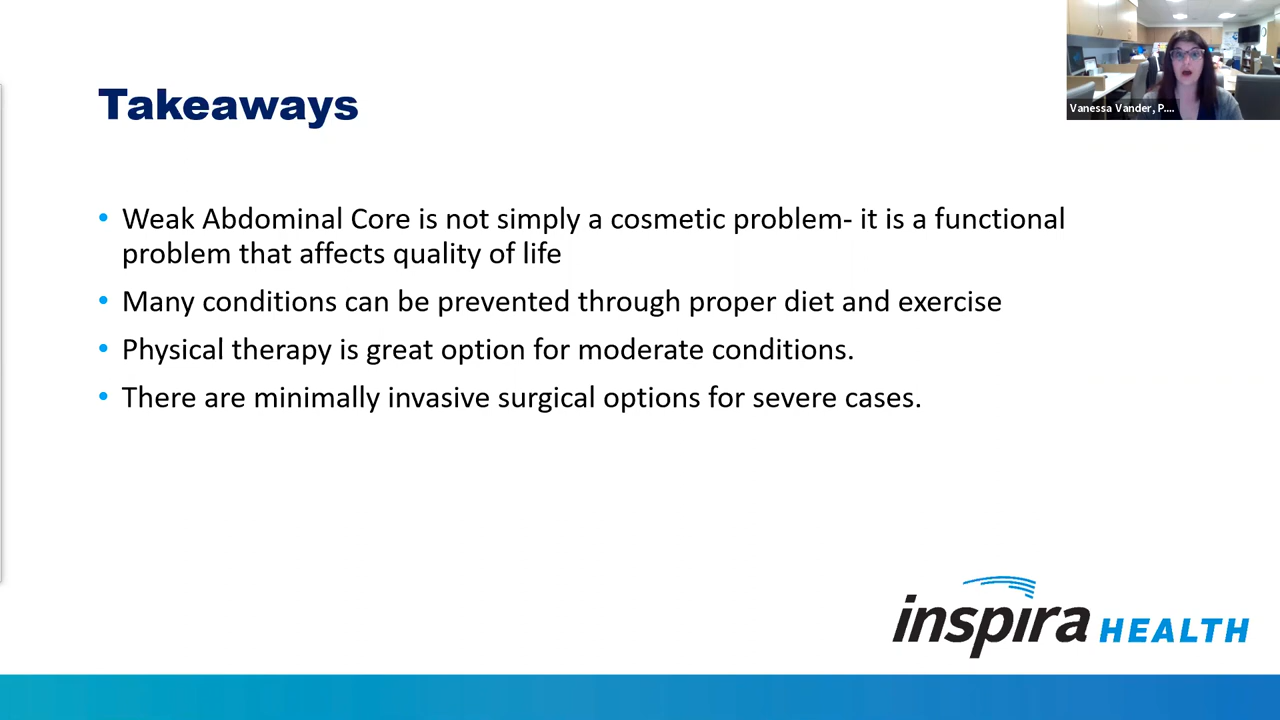 Vanessa Vander, P....
Takeaways
• Weak Abdominal Core is not simply a cosmetic problem- it is a functional
problem that affects quality of life
• Many conditions can be prevented through proper diet and exercise
• Physical therapy is great option for moderate conditions.
• There are minimally invasive surgical options for severe cases.
inspira HEALTH